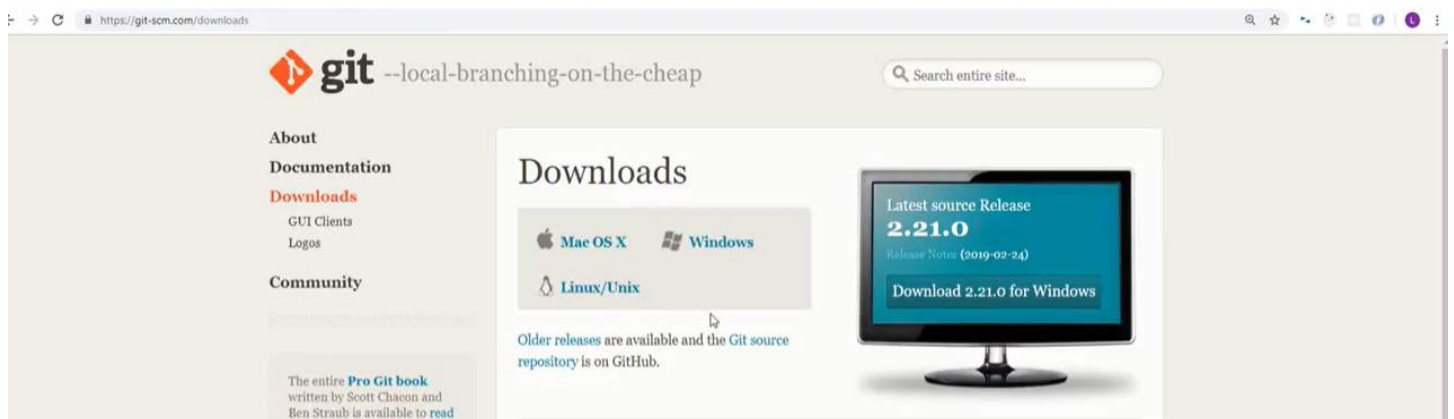 https://git-scm.com/downloads
L
git --local-branching-on-the-cheap
Search entire site...
About
Documentation
Downloads
GUI Clients
Logos
Community
The entire Pro Git book
written by Scott Chacon and
Ben Straub is available to read
Downloads
Mac OS X
Windows
Linux/Unix
Older releases are available and the Git source
repository is on GitHub.
Latest source Release
2.21.0
Release Notes (2019-02-24)
Download 2.21.0 for Windows